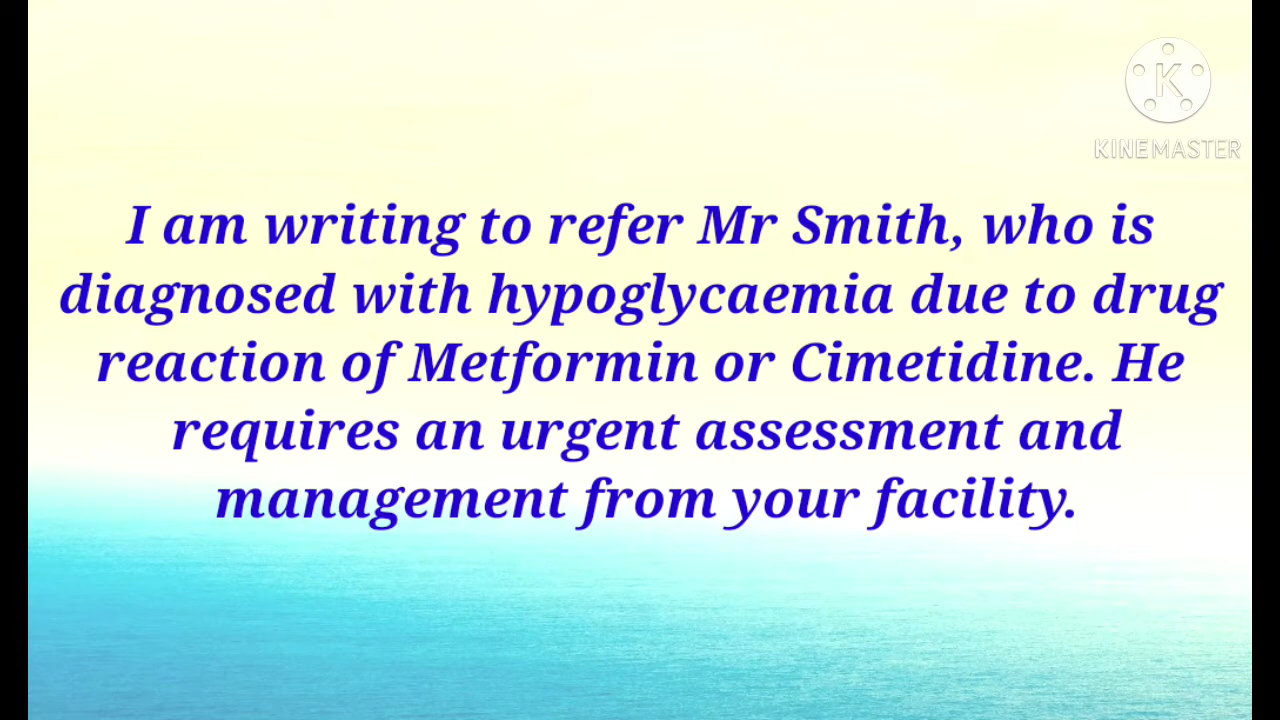 K
KINEMASTER
I am writing to refer Mr Smith, who is
diagnosed with hypoglycaemia due to drug
reaction of Metformin or Cimetidine. He
requires an urgent assessment and
management from your facility.